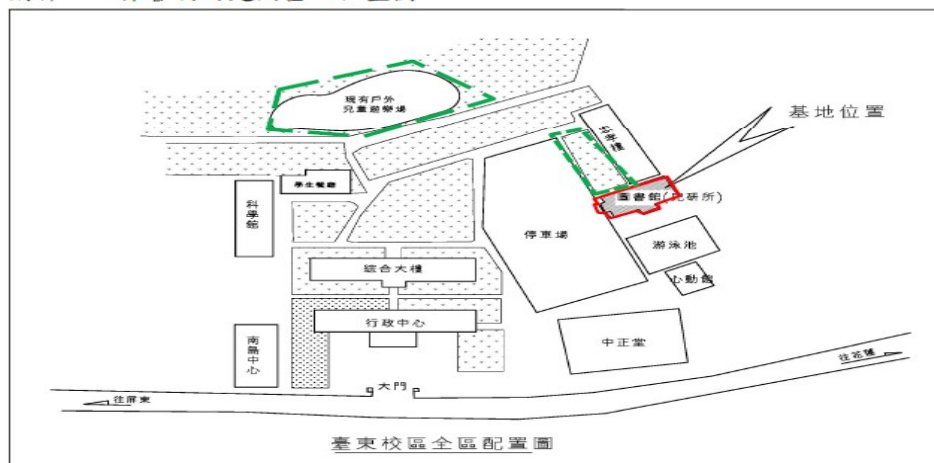 現有戶外
兒童遊樂場
基地位置
學生餐廳
科學館
圖書館(兒研所)
停車場
游泳池
綜合大樓
心動館
行政中心
南島中心
中正堂
大門
往花蓮
往屏東
臺東校區全區配置圖